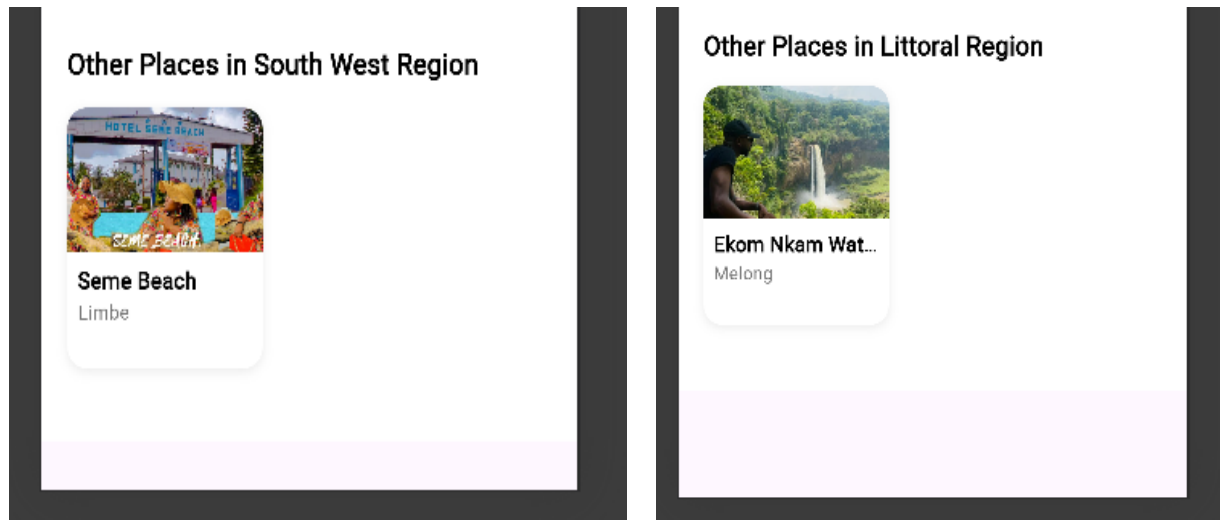 Other Places in South West Region
HOTEL SEME BEACH
SEME BEACH
Seme Beach
Limbe
Other Places in Littoral Region
Ekom Nkam Wat...
Melong